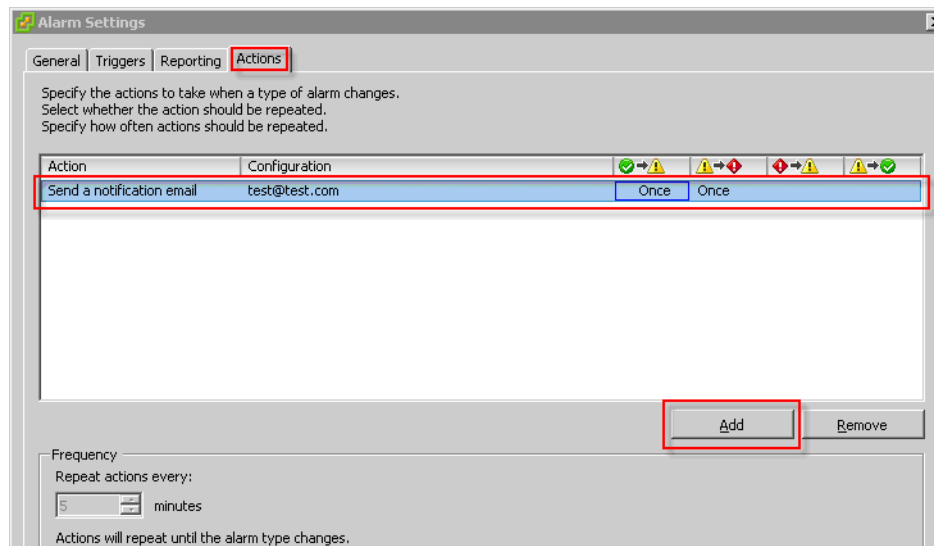 Alarm Settings
General Triggers Reporting Actions
Specify the actions to take when a type of alarm changes.
Select whether the action should be repeated.
Specify how often actions should be repeated.
Action Configuration
Send a notification email test@test.com Once Once
Add Remove
Frequency
Repeat actions every:
5 minutes
Actions will repeat until the alarm type changes.